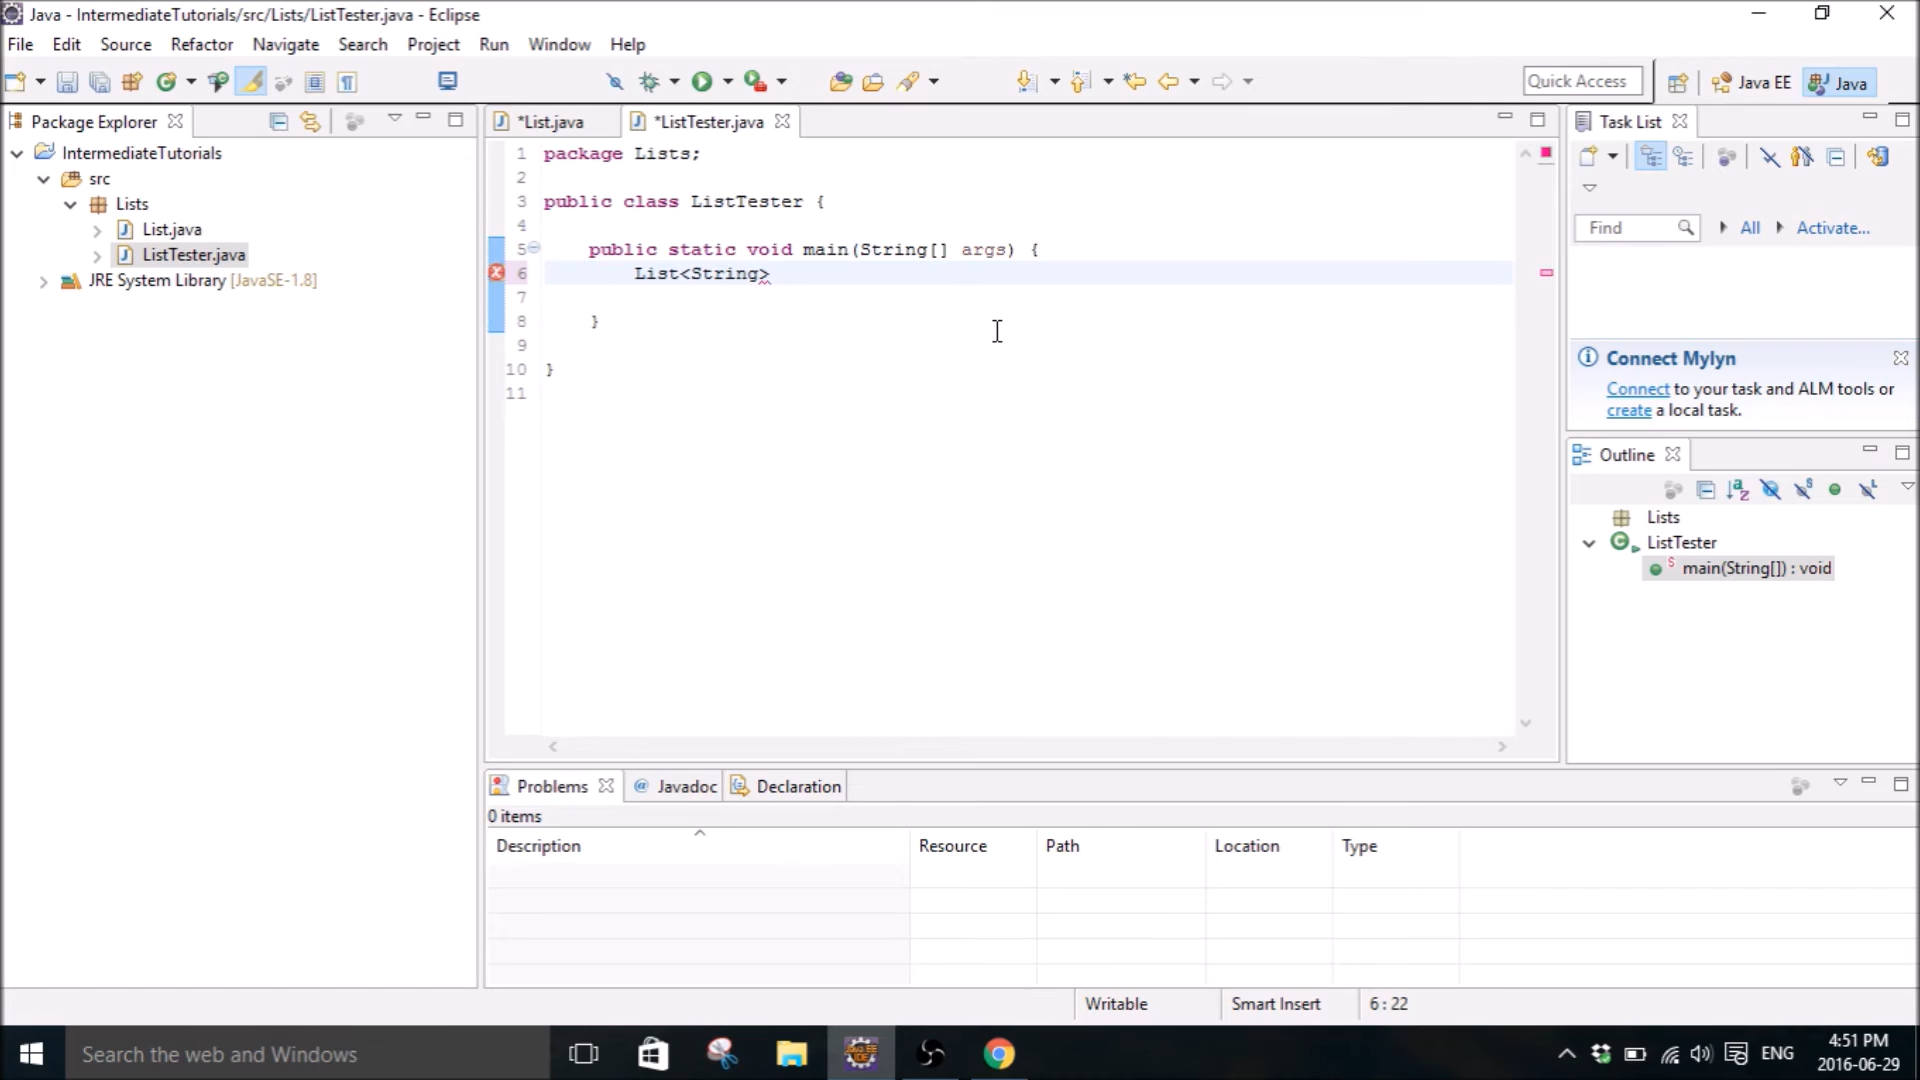 Java - IntermediateTutorials/src/Lists/ListTester.java - Eclipse
File Edit Source Refactor Navigate Search Project Run Window Help
Quick Access Java EE Java
Package Explorer
IntermediateTutorials
src
Lists
List.java
ListTester.java
JRE System Library [JavaSE-1.8]
*List.java *ListTester.java
1 package Lists;
2
3 public class ListTester {
4
5 public static void main(String[] args) {
6 List<String>
7
8 }
9
10 }
11
Task List
Find All Activate...
Connect Mylyn
Connect to your task and ALM tools or
create a local task.
Outline
Lists
ListTester
main(String[]) : void
Problems @ Javadoc Declaration
0 items
Description Resource Path Location Type
Writable Smart Insert 6 : 22
Search the web and Windows
ENG
4:51 PM
2016-06-29